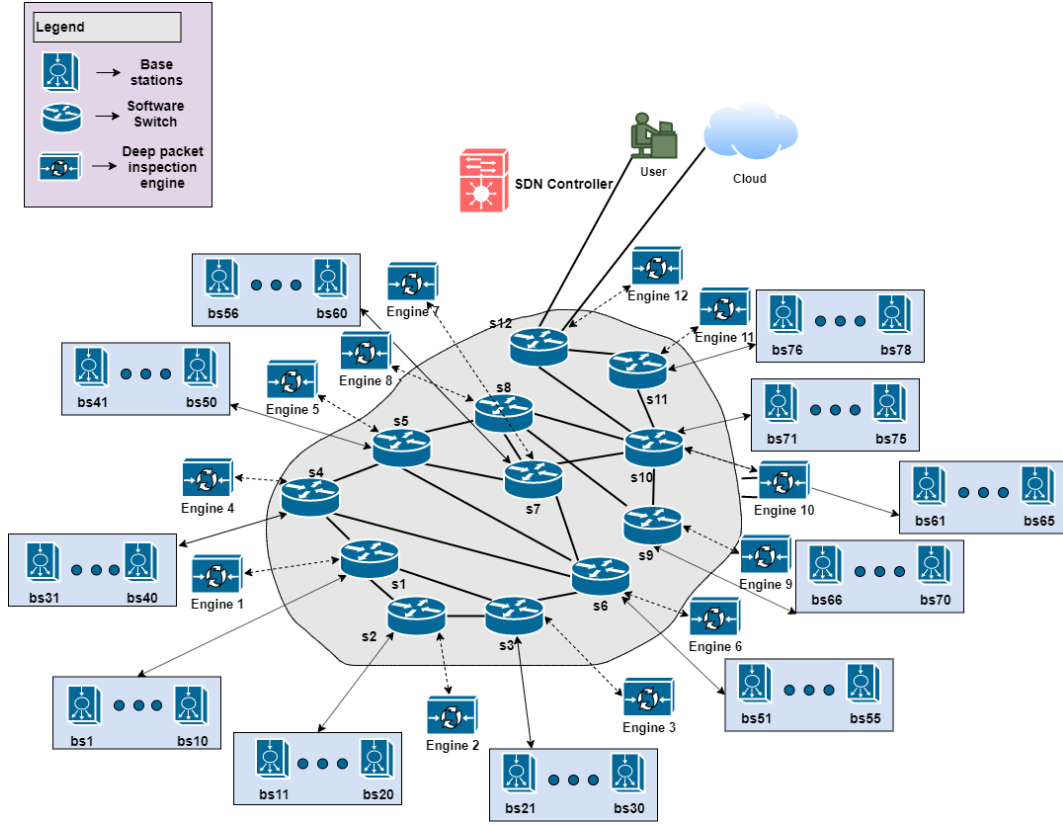 Legend
Base
stations
Software
Switch
Deep packet
inspection
engine
SDN Controller
User
Cloud
bs56
bs60
Engine 7
s12
Engine 12
Engine 11
bs76
bs78
Engine 8
bs41
bs50
Engine 5
s8
s11
bs71
bs75
s5
s4
s10
Engine 4
s7
Engine 10
bs61
bs65
s9
bs31
bs40
Engine 1
s1
s6
Engine 9
bs66
bs70
s2
s3
Engine 6
bs51
bs55
bs1
bs10
Engine 2
Engine 3
bs11
bs20
bs21
bs30